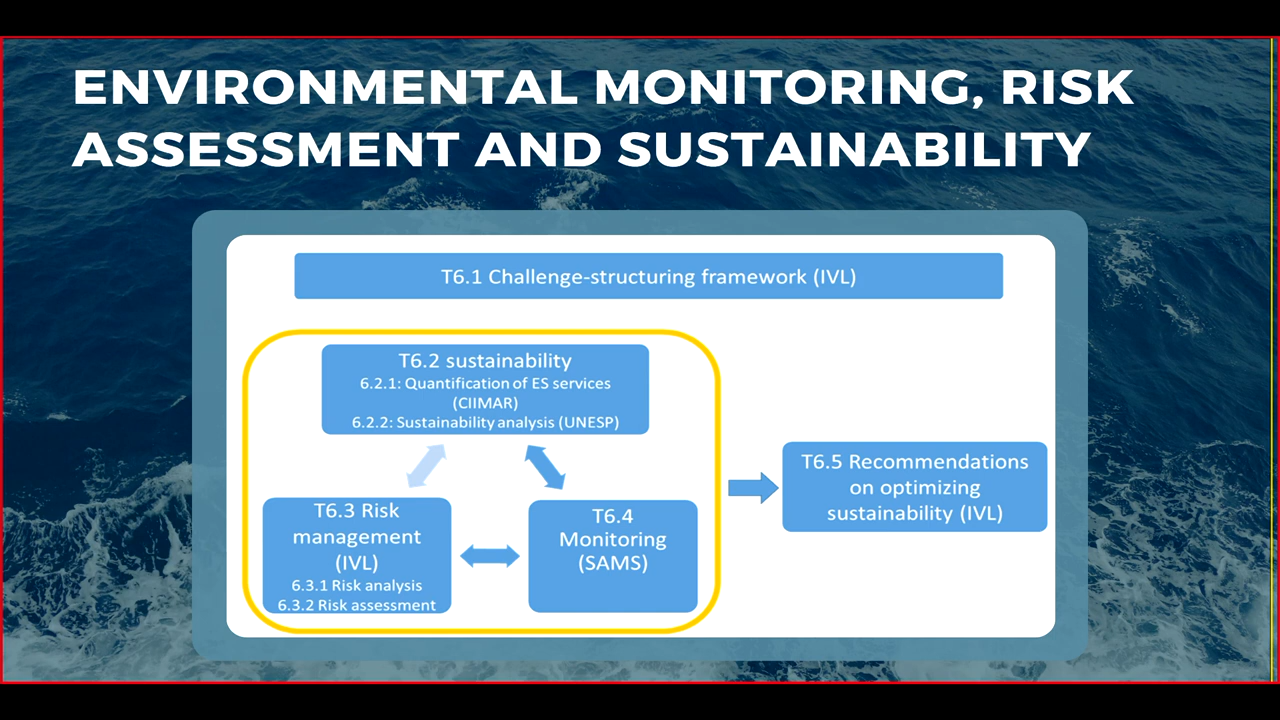 ENVIRONMENTAL MONITORING, RISK
ASSESSMENT AND SUSTAINABILITY
T6.1 Challenge-structuring framework (IVL)
T6.2 sustainability
6.2.1: Quantification of ES services
(CIIMAR)
6.2.2: Sustainability analysis (UNESP)
T6.3 Risk
management
(IVL)
6.3.1 Risk analysis
6.3.2 Risk assessment
T6.4
Monitoring
(SAMS)
T6.5 Recommendations
on optimizing
sustainability (IVL)